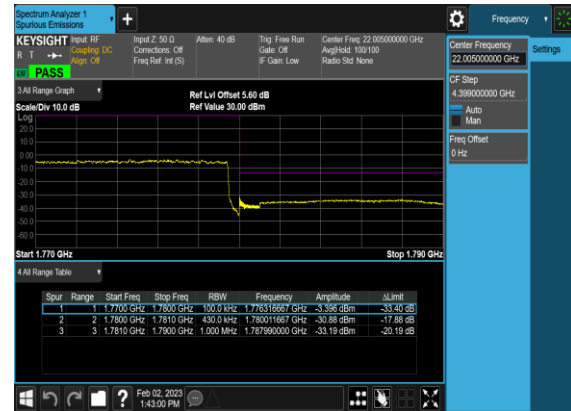 Spectrum Analyzer 1
Spurious Emissions
Frequency
KEYSIGHT
Input: RF
Coupling: DC
Align: Off
Input Z: 50 Ω
Corrections: Off
Freq Ref: Int (S)
Atten: 40 dB
Trig: Free Run
Gate: Off
IF Gain: Low
Center Freq: 22.005000000 GHz
Avg|Hold: 100/100
Radio Std: None
R T
PASS
Center Frequency
22.005000000 GHz
Settings
CF Step
4.399000000 GHz
Auto
Man
Freq Offset
0 Hz
3 All Range Graph
Scale/Div 10.0 dB
Ref Lvl Offset 5.60 dB
Ref Value 30.00 dBm
Log
20.0
10.0
0.00
-10.0
-20.0
-30.0
-40.0
-50.0
-60.0
Start 1.770 GHz
Stop 1.790 GHz
4 All Range Table
Spur Range Start Freq Stop Freq RBW Frequency Amplitude ΔLimit
1 1 1.7700 GHz 1.7800 GHz 100.0 kHz 1.776316667 GHz -3.396 dBm -33.40 dB
2 2 1.7800 GHz 1.7810 GHz 430.0 kHz 1.780011667 GHz -30.88 dBm -17.88 dB
3 3 1.7810 GHz 1.7900 GHz 1.000 MHz 1.787990000 GHz -33.19 dBm -20.19 dB
?
Feb 02, 2023
1:43:00 PM